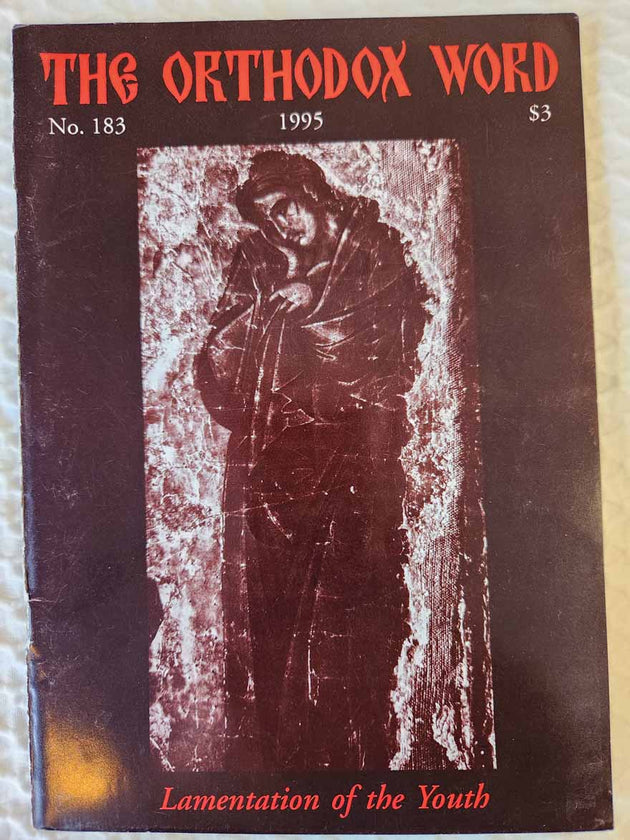 THE ORTHODOX WORD
No. 183 1995 $3
Lamentation of the Youth